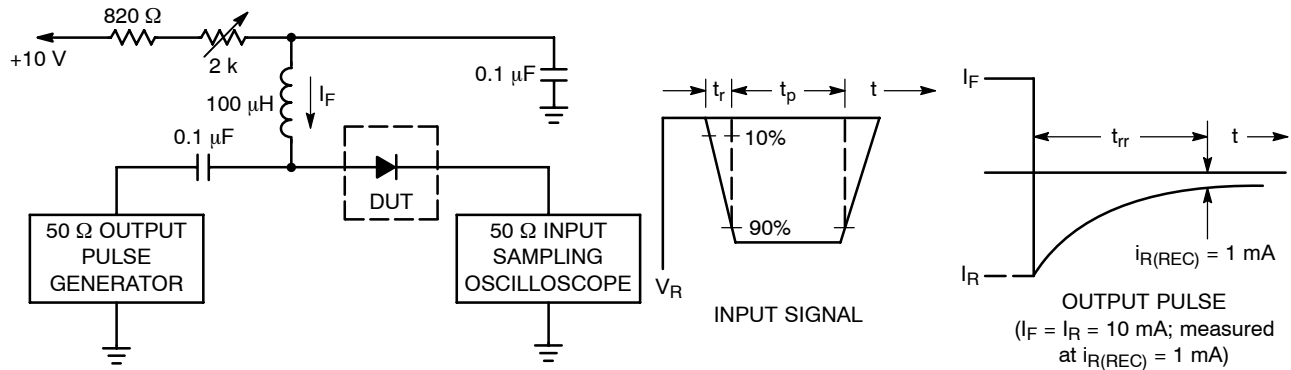 820 Ω
+10 V
2 k
100 μH
I_F
0.1 μF
0.1 μF
DUT
50 Ω OUTPUT
PULSE
GENERATOR
50 Ω INPUT
SAMPLING
OSCILLOSCOPE
t_r
t_p
t
10%
90%
V_R
INPUT SIGNAL
I_F
t_rr
t
I_R
i_R(REC) = 1 mA
OUTPUT PULSE
(I_F = I_R = 10 mA; measured
at i_R(REC) = 1 mA)